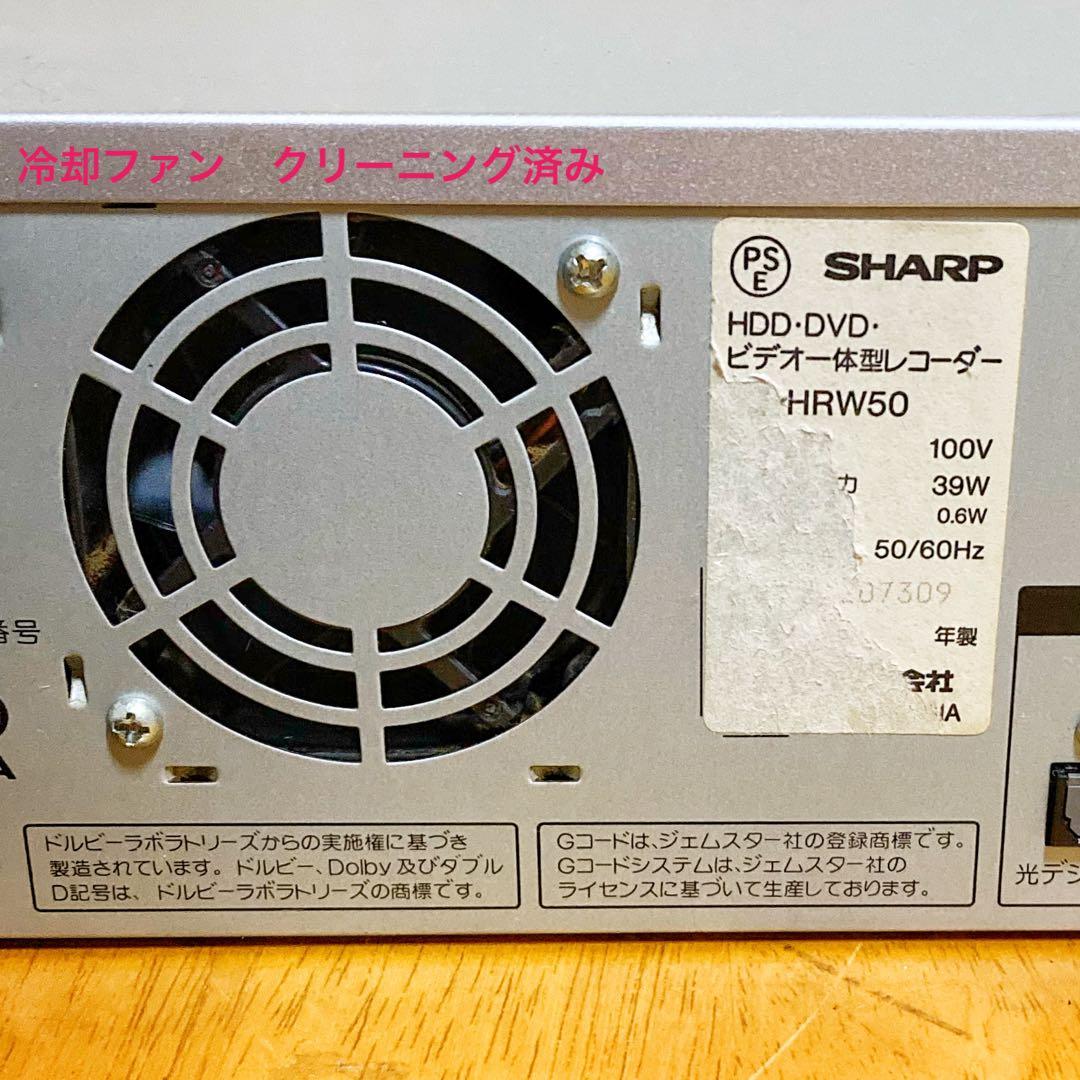 冷却ファン　クリーニング済み
PSE SHARP
HDD・DVD・
ビデオ一体型レコーダー
HRW50
100V
力 39W
0.6W
50/60Hz
07309
番号
年製
会社
ドルビーラボラトリーズからの実施権に基づき
製造されています。ドルビー、Dolby及びダブル
D記号は、ドルビーラボラトリーズの商標です。
Gコードは、ジェムスター社の登録商標です。
Gコードシステムは、ジェムスター社の
ライセンスに基づいて生産しております。
光デジ